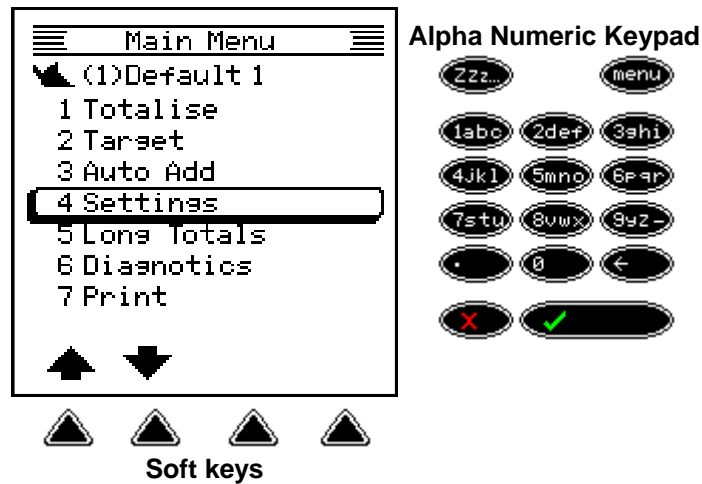 Main Menu
(1)Default 1
1 Totalise
2 Target
3 Auto Add
4 Settings
5 Long Totals
6 Diagnotics
7 Print
Soft keys
Alpha Numeric Keypad
ZZz... menu
1abc 2def 3ghi
4jkl 5mno 6pqr
7stu 8vwx 9yz-
. 0 ←